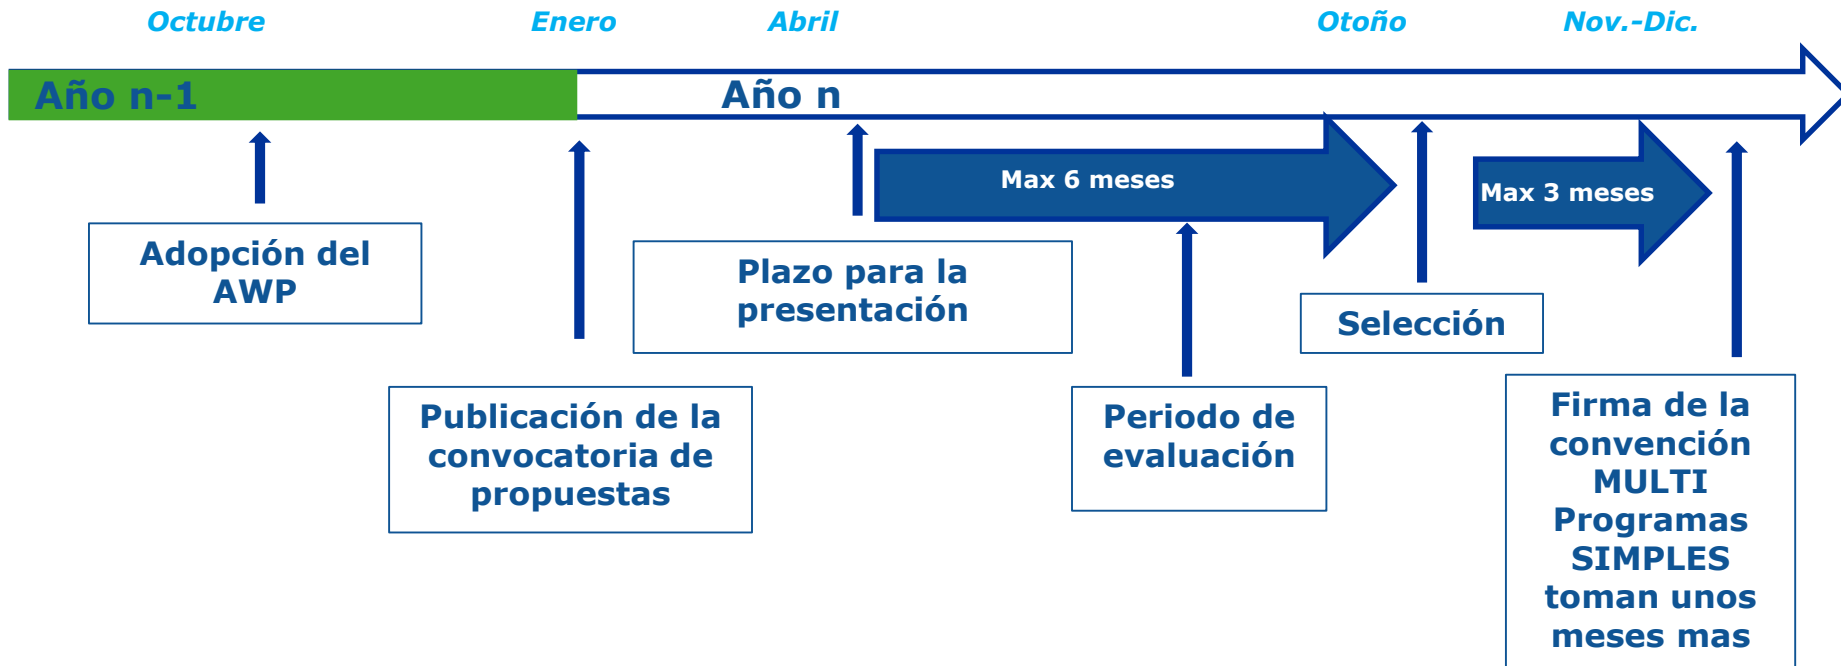 Octubre
Enero
Abril
Otoño
Nov.-Dic.
Año n-1
Año n
Max 6 meses
Max 3 meses
Adopción del
AWP
Plazo para la
presentación
Selección
Publicación de la
convocatoria de
propuestas
Periodo de
evaluación
Firma de la
convención
MULTI
Programas
SIMPLES
toman unos
meses mas